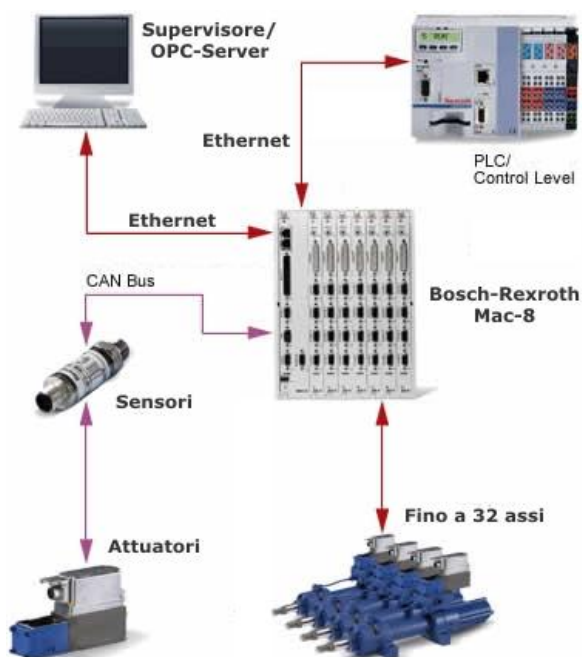 Supervisore/
OPC-Server
Ethernet
PLC/
Control Level
Ethernet
CAN Bus
Bosch-Rexroth
Mac-8
Sensori
Fino a 32 assi
Attuatori